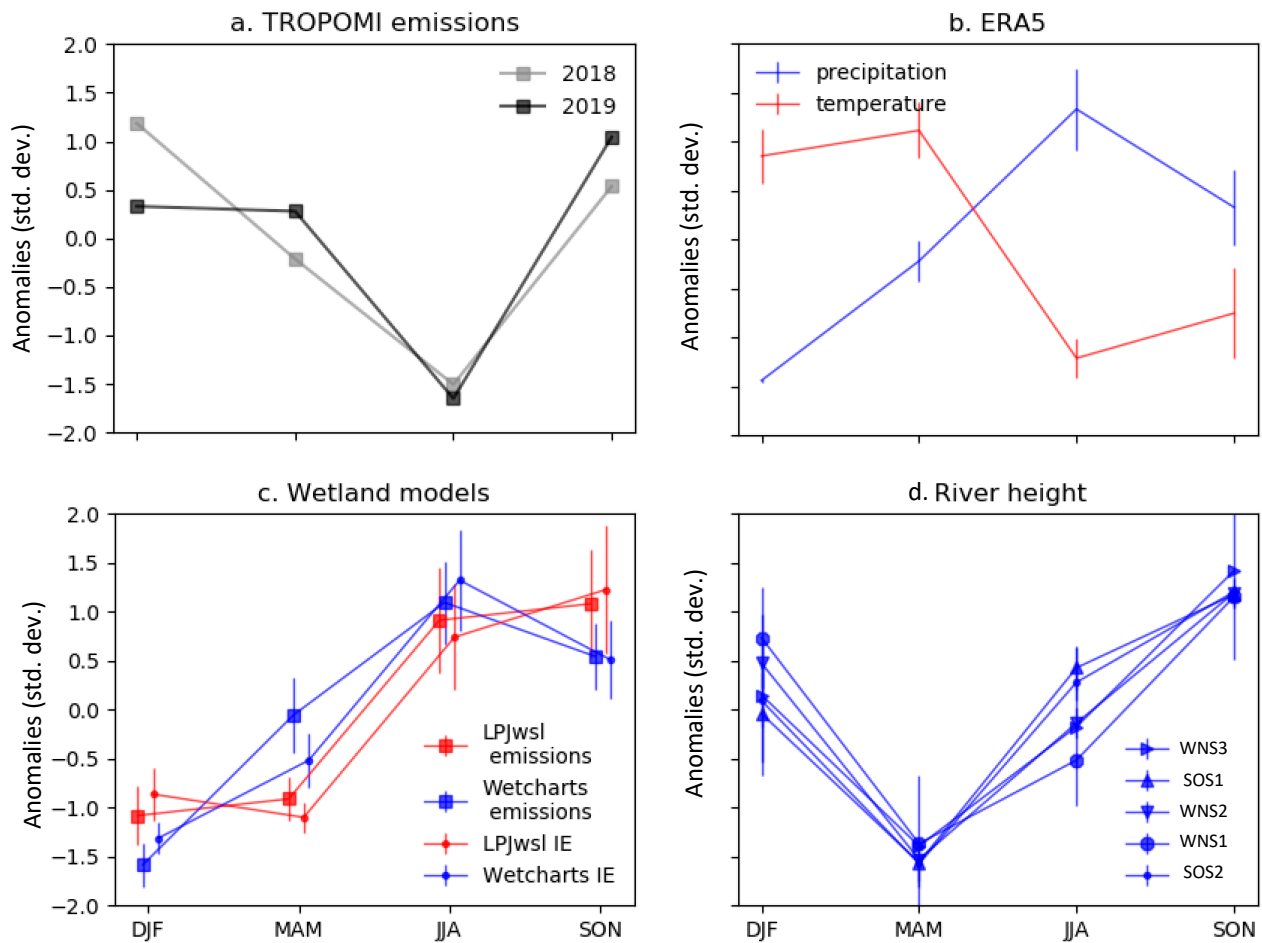 a. TROPOMI emissions
2.0
1.5
1.0
0.5
0.0
−0.5
−1.0
−1.5
−2.0
Anomalies (std. dev.)
2018
2019
b. ERA5
Anomalies (std. dev.)
precipitation
temperature
c. Wetland models
2.0
1.5
1.0
0.5
0.0
−0.5
−1.0
−1.5
−2.0
Anomalies (std. dev.)
LPJwsl
emissions
Wetcharts
emissions
LPJwsl IE
Wetcharts IE
DJF MAM JJA SON
d. River height
Anomalies (std. dev.)
WNS3
SOS1
WNS2
WNS1
SOS2
DJF MAM JJA SON